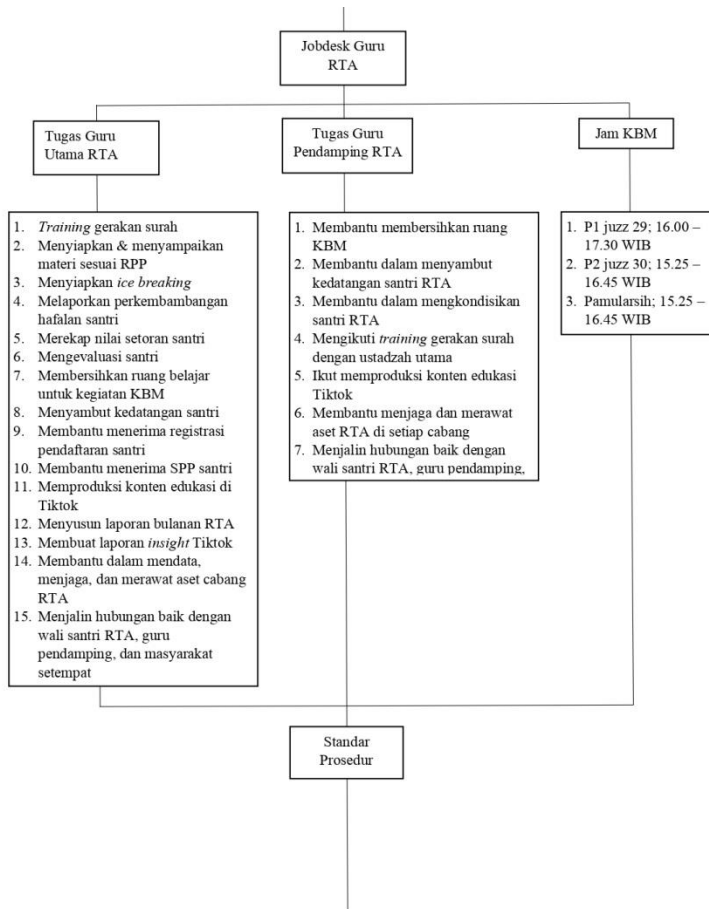 Jobdesk Guru
RTA
Tugas Guru
Utama RTA
Tugas Guru
Pendamping RTA
Jam KBM
1. Training gerakan surah
2. Menyiapkan & menyampaikan
materi sesuai RPP
3. Menyiapkan ice breaking
4. Melaporkan perkembambangan
hafalan santri
5. Merekap nilai setoran santri
6. Mengevaluasi santri
7. Membersihkan ruang belajar
untuk kegiatan KBM
8. Menyambut kedatangan santri
9. Membantu menerima registrasi
pendaftaran santri
10. Membantu menerima SPP santri
11. Memproduksi konten edukasi di
Tiktok
12. Menyusun laporan bulanan RTA
13. Membuat laporan insight Tiktok
14. Membantu dalam mendata,
menjaga, dan merawat aset cabang
RTA
15. Menjalin hubungan baik dengan
wali santri RTA, guru
pendamping, dan masyarakat
setempat
1. Membantu membersihkan ruang
KBM
2. Membantu dalam menyambut
kedatangan santri RTA
3. Membantu dalam mengkondisikan
santri RTA
4. Mengikuti training gerakan surah
dengan ustadzah utama
5. Ikut memproduksi konten edukasi
Tiktok
6. Membantu menjaga dan merawat
aset RTA di setiap cabang
7. Menjalin hubungan baik dengan
wali santri RTA, guru pendamping,
1. P1 juzz 29; 16.00 –
17.30 WIB
2. P2 juzz 30; 15.25 –
16.45 WIB
3. Pamularsih; 15.25 –
16.45 WIB
Standar
Prosedur